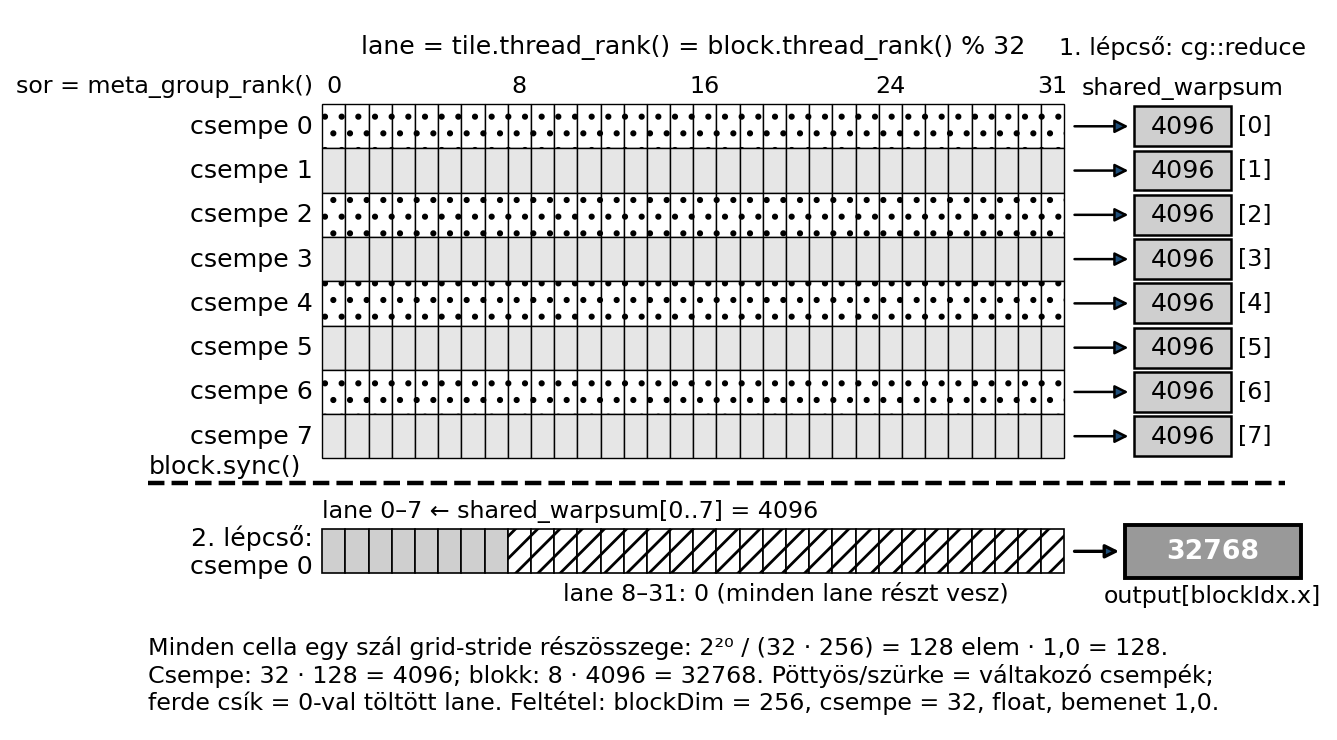 lane = tile.thread_rank() = block.thread_rank() % 32
1. lépcső: cg::reduce
sor = meta_group_rank() 0 8 16 24 31 shared_warpsum
csempe 0 4096 [0]
csempe 1 4096 [1]
csempe 2 4096 [2]
csempe 3 4096 [3]
csempe 4 4096 [4]
csempe 5 4096 [5]
csempe 6 4096 [6]
csempe 7 4096 [7]
block.sync()
lane 0–7 ← shared_warpsum[0..7] = 4096
2. lépcső:
csempe 0
32768
lane 8–31: 0 (minden lane részt vesz)
output[blockIdx.x]
Minden cella egy szál grid-stride részösszege: 2²⁰ / (32 · 256) = 128 elem · 1,0 = 128.
Csempe: 32 · 128 = 4096; blokk: 8 · 4096 = 32768. Pöttyös/szürke = váltakozó csempék;
ferde csík = 0-val töltött lane. Feltétel: blockDim = 256, csempe = 32, float, bemenet 1,0.